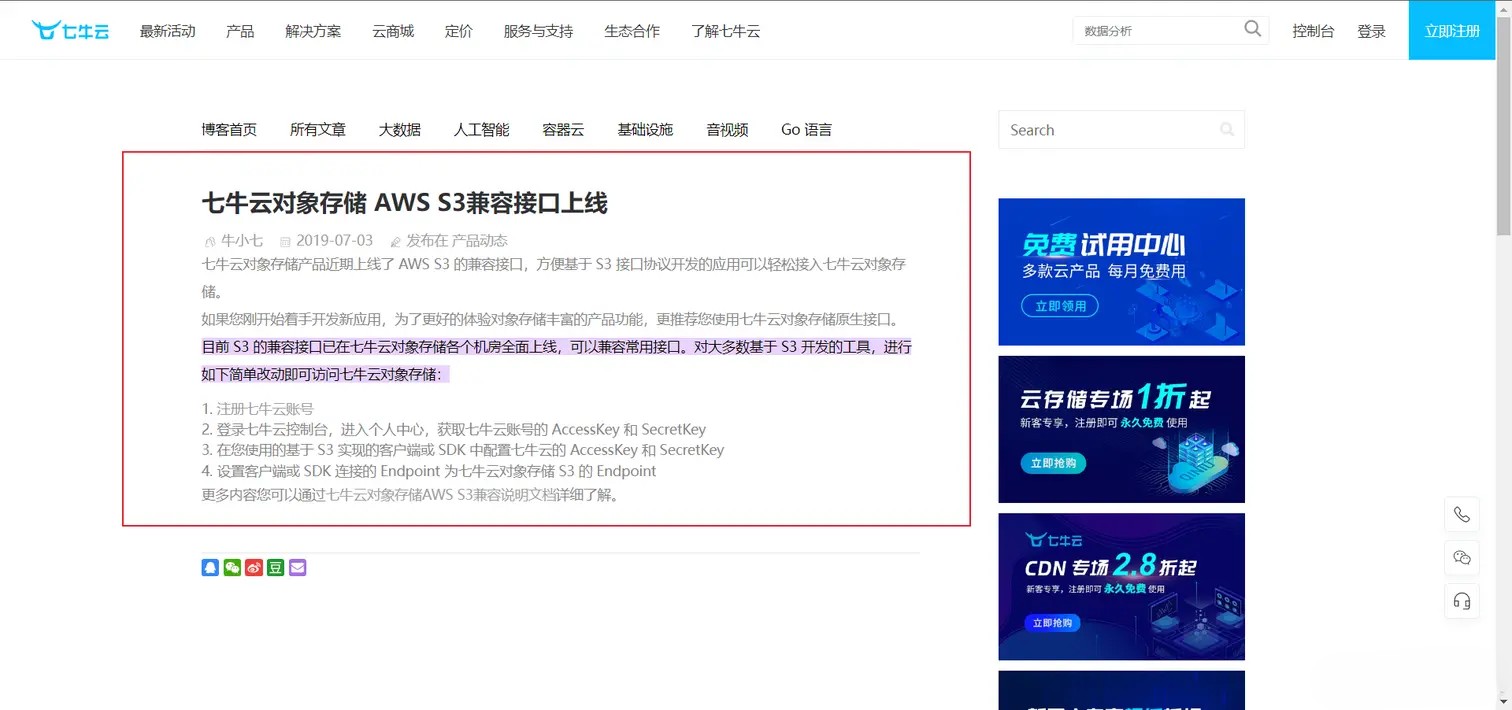 七牛云
最新活动
产品
解决方案
云商城
定价
服务与支持
生态合作
了解七牛云
数据分析
控制台
登录
立即注册
博客首页
所有文章
大数据
人工智能
容器云
基础设施
音视频
Go 语言
Search
七牛云对象存储 AWS S3兼容接口上线
牛小七
2019-07-03
发布在 产品动态
七牛云对象存储产品近期上线了 AWS S3 的兼容接口，方便基于 S3 接口协议开发的应用可以轻松接入七牛云对象存
储。
如果您刚开始着手开发新应用，为了更好的体验对象存储丰富的产品功能，更推荐您使用七牛云对象存储原生接口。
目前 S3 的兼容接口已在七牛云对象存储各个机房全面上线，可以兼容常用接口。对大多数基于 S3 开发的工具，进行
如下简单改动即可访问七牛云对象存储：
1. 注册七牛云账号
2. 登录七牛云控制台，进入个人中心，获取七牛云账号的 AccessKey 和 SecretKey
3. 在您使用的基于 S3 实现的客户端或 SDK 中配置七牛云的 AccessKey 和 SecretKey
4. 设置客户端或 SDK 连接的 Endpoint 为七牛云对象存储 S3 的 Endpoint
更多内容您可以通过七牛云对象存储AWS S3兼容说明文档详细了解。
豆
免费 试用中心
多款云产品 每月免费用
立即领用
云存储专场1折起
新客专享，注册即可 永久免费 使用
立即抢购
七牛云
CDN 专场 2.8折起
新客专享，注册即可 永久免费 使用
立即抢购